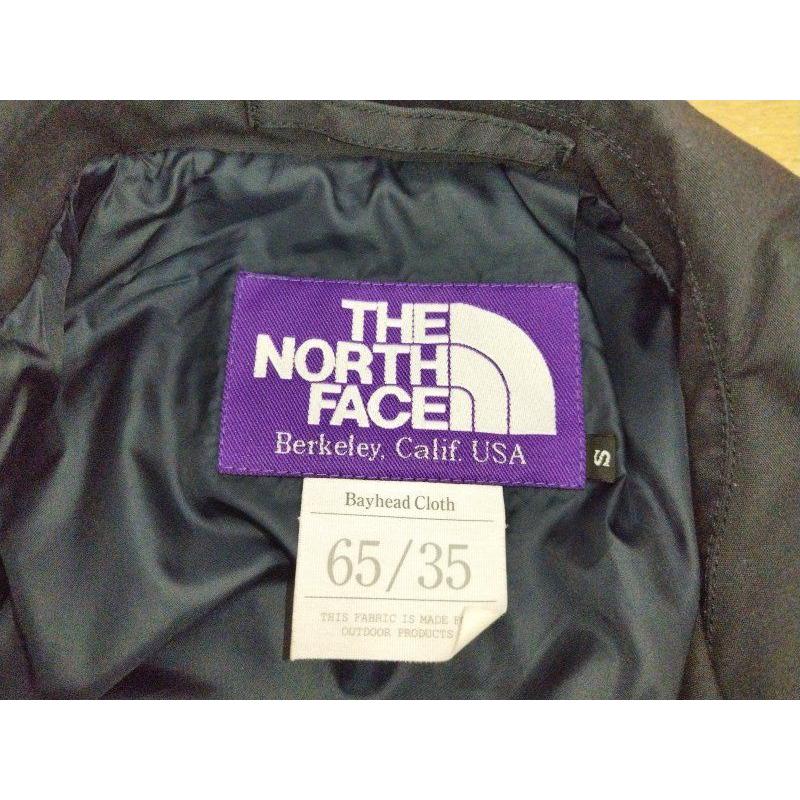 THE
NORTH
FACE
Berkeley, Calif. USA
S
Bayhead Cloth
65/35
THIS FABRIC IS MADE
OUTDOOR PRODUCTS